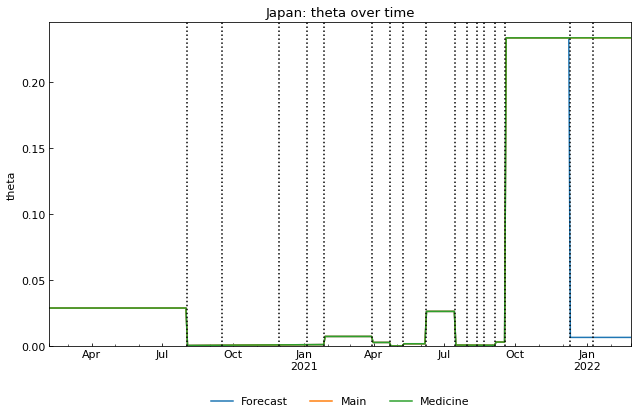 Japan: theta over time
theta
0.20
0.15
0.10
0.05
0.00
Apr Jul Oct Jan Apr Jul Oct Jan
2021 2022
Forecast Main Medicine